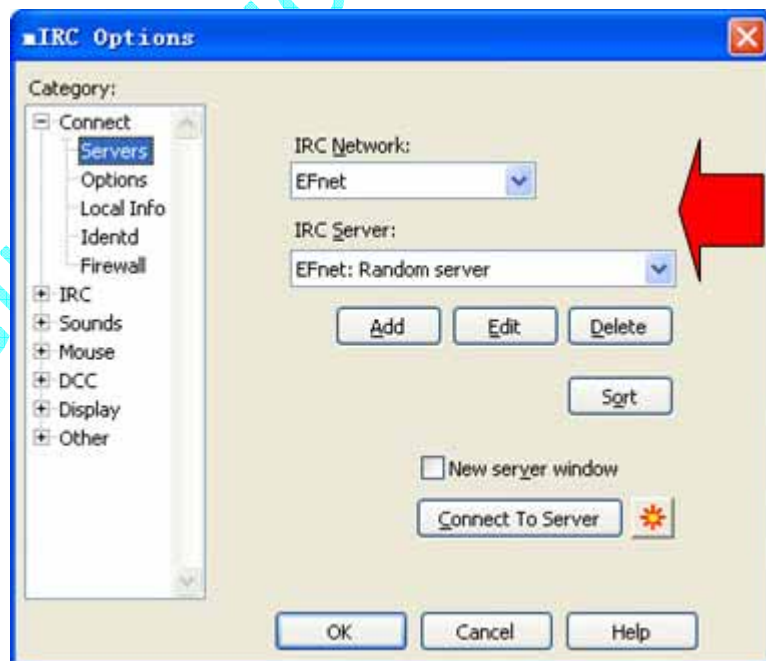 mIRC Options
Category:
Connect
Servers
Options
Local Info
Identd
Firewall
IRC
Sounds
Mouse
DCC
Display
Other
IRC Network:
EFnet
IRC Server:
EFnet: Random server
Add Edit Delete
Sort
New server window
Connect To Server
OK Cancel Help